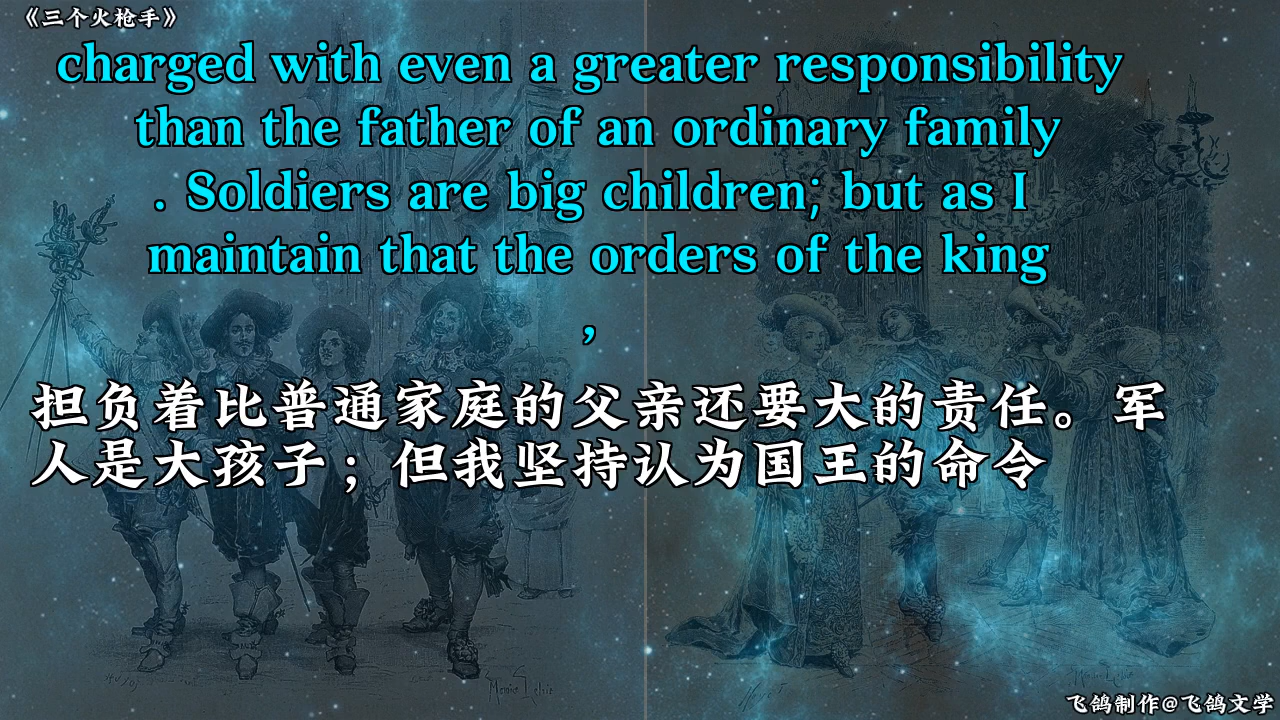 《三个火枪手》
charged with even a greater responsibility
than the father of an ordinary family
. Soldiers are big children; but as I
maintain that the orders of the king
,
担负着比普通家庭的父亲还要大的责任。军
人是大孩子；但我坚持认为国王的命令
飞鸽制作@飞鸽文学